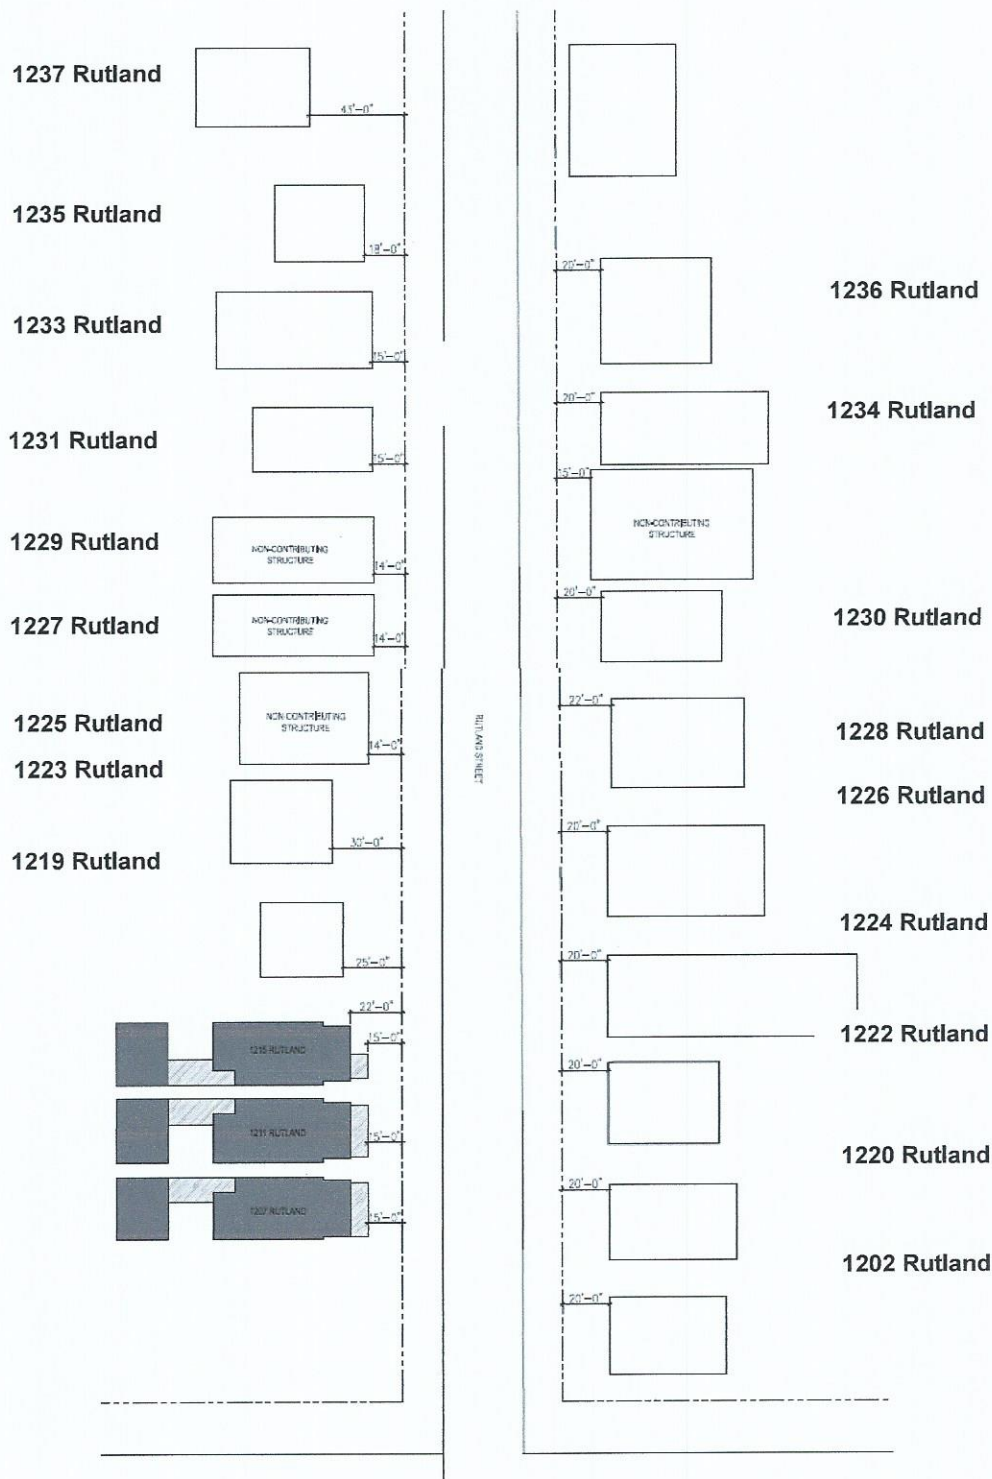 1237 Rutland
43'-0"
1235 Rutland
18'-0"
20'-0"
1236 Rutland
1233 Rutland
15'-0"
20'-0"
1234 Rutland
1231 Rutland
15'-0"
15'-0"
NON-CONTRIBUTING
STRUCTURE
1229 Rutland
NON-CONTRIBUTING
STRUCTURE
14'-0"
20'-0"
1230 Rutland
1227 Rutland
NON-CONTRIBUTING
STRUCTURE
14'-0"
22'-0"
1225 Rutland
NON-CONTRIBUTING
STRUCTURE
14'-0"
RUTLAND STREET
1228 Rutland
1223 Rutland
1226 Rutland
20'-0"
30'-0"
1219 Rutland
1224 Rutland
25'-0"
20'-0"
22'-0"
15'-0"
1215 RUTLAND
1222 Rutland
20'-0"
1211 RUTLAND
15'-0"
1220 Rutland
20'-0"
1207 RUTLAND
15'-0"
1202 Rutland
20'-0"